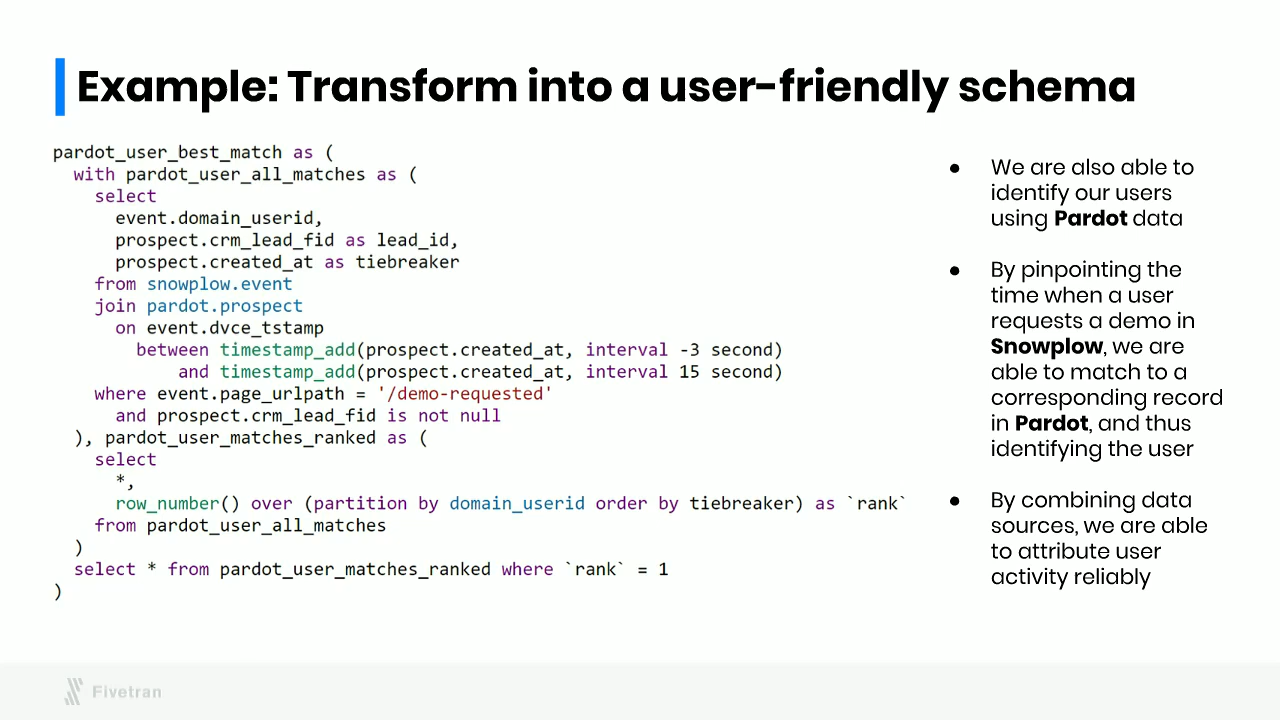 Example: Transform into a user-friendly schema
pardot_user_best_match as (
  with pardot_user_all_matches as (
    select
      event.domain_userid,
      prospect.crm_lead_fid as lead_id,
      prospect.created_at as tiebreaker
    from snowplow.event
    join pardot.prospect
      on event.dvce_tstamp
        between timestamp_add(prospect.created_at, interval -3 second)
            and timestamp_add(prospect.created_at, interval 15 second)
    where event.page_urlpath = '/demo-requested'
      and prospect.crm_lead_fid is not null
  ), pardot_user_matches_ranked as (
    select
      *,
      row_number() over (partition by domain_userid order by tiebreaker) as `rank`
    from pardot_user_all_matches
  )
  select * from pardot_user_matches_ranked where `rank` = 1
)
● We are also able to
identify our users
using Pardot data
● By pinpointing the
time when a user
requests a demo in
Snowplow, we are
able to match to a
corresponding record
in Pardot, and thus
identifying the user
● By combining data
sources, we are able
to attribute user
activity reliably
Fivetran